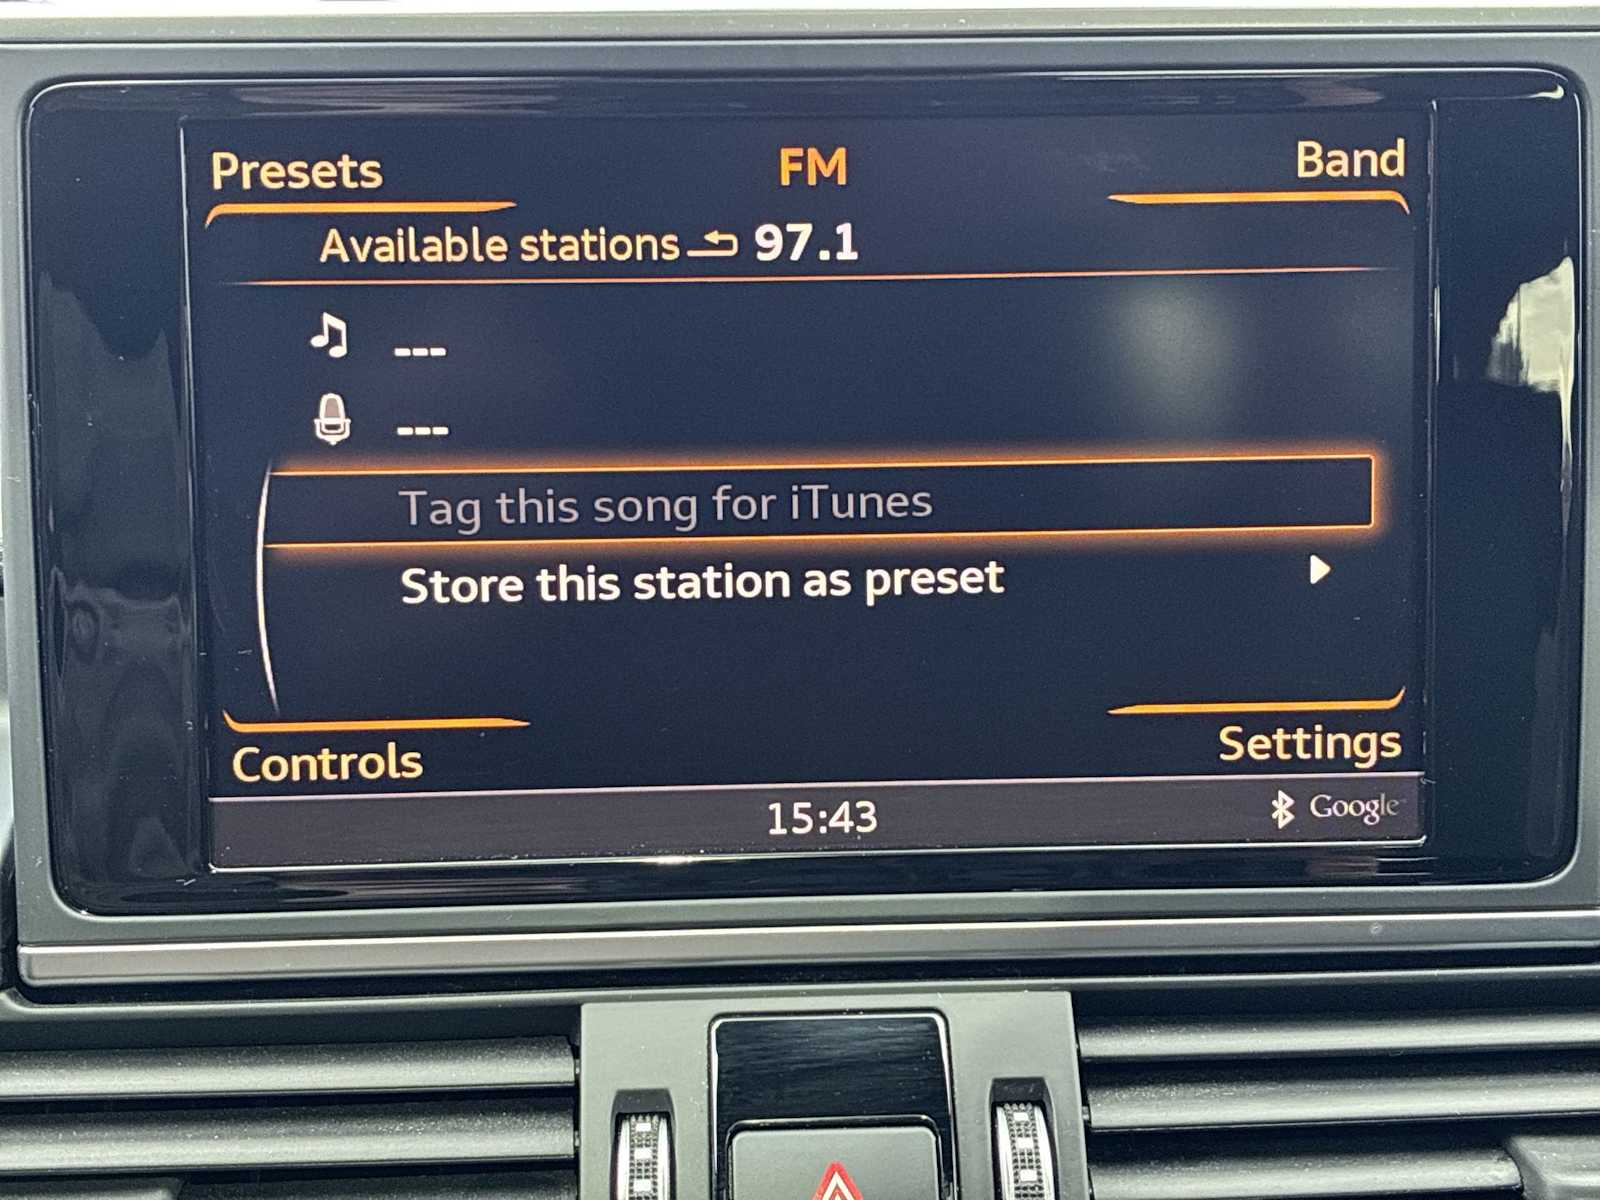 Presets FM Band
Available stations 97.1
---
---
Tag this song for iTunes
Store this station as preset
Controls Settings
15:43 Google